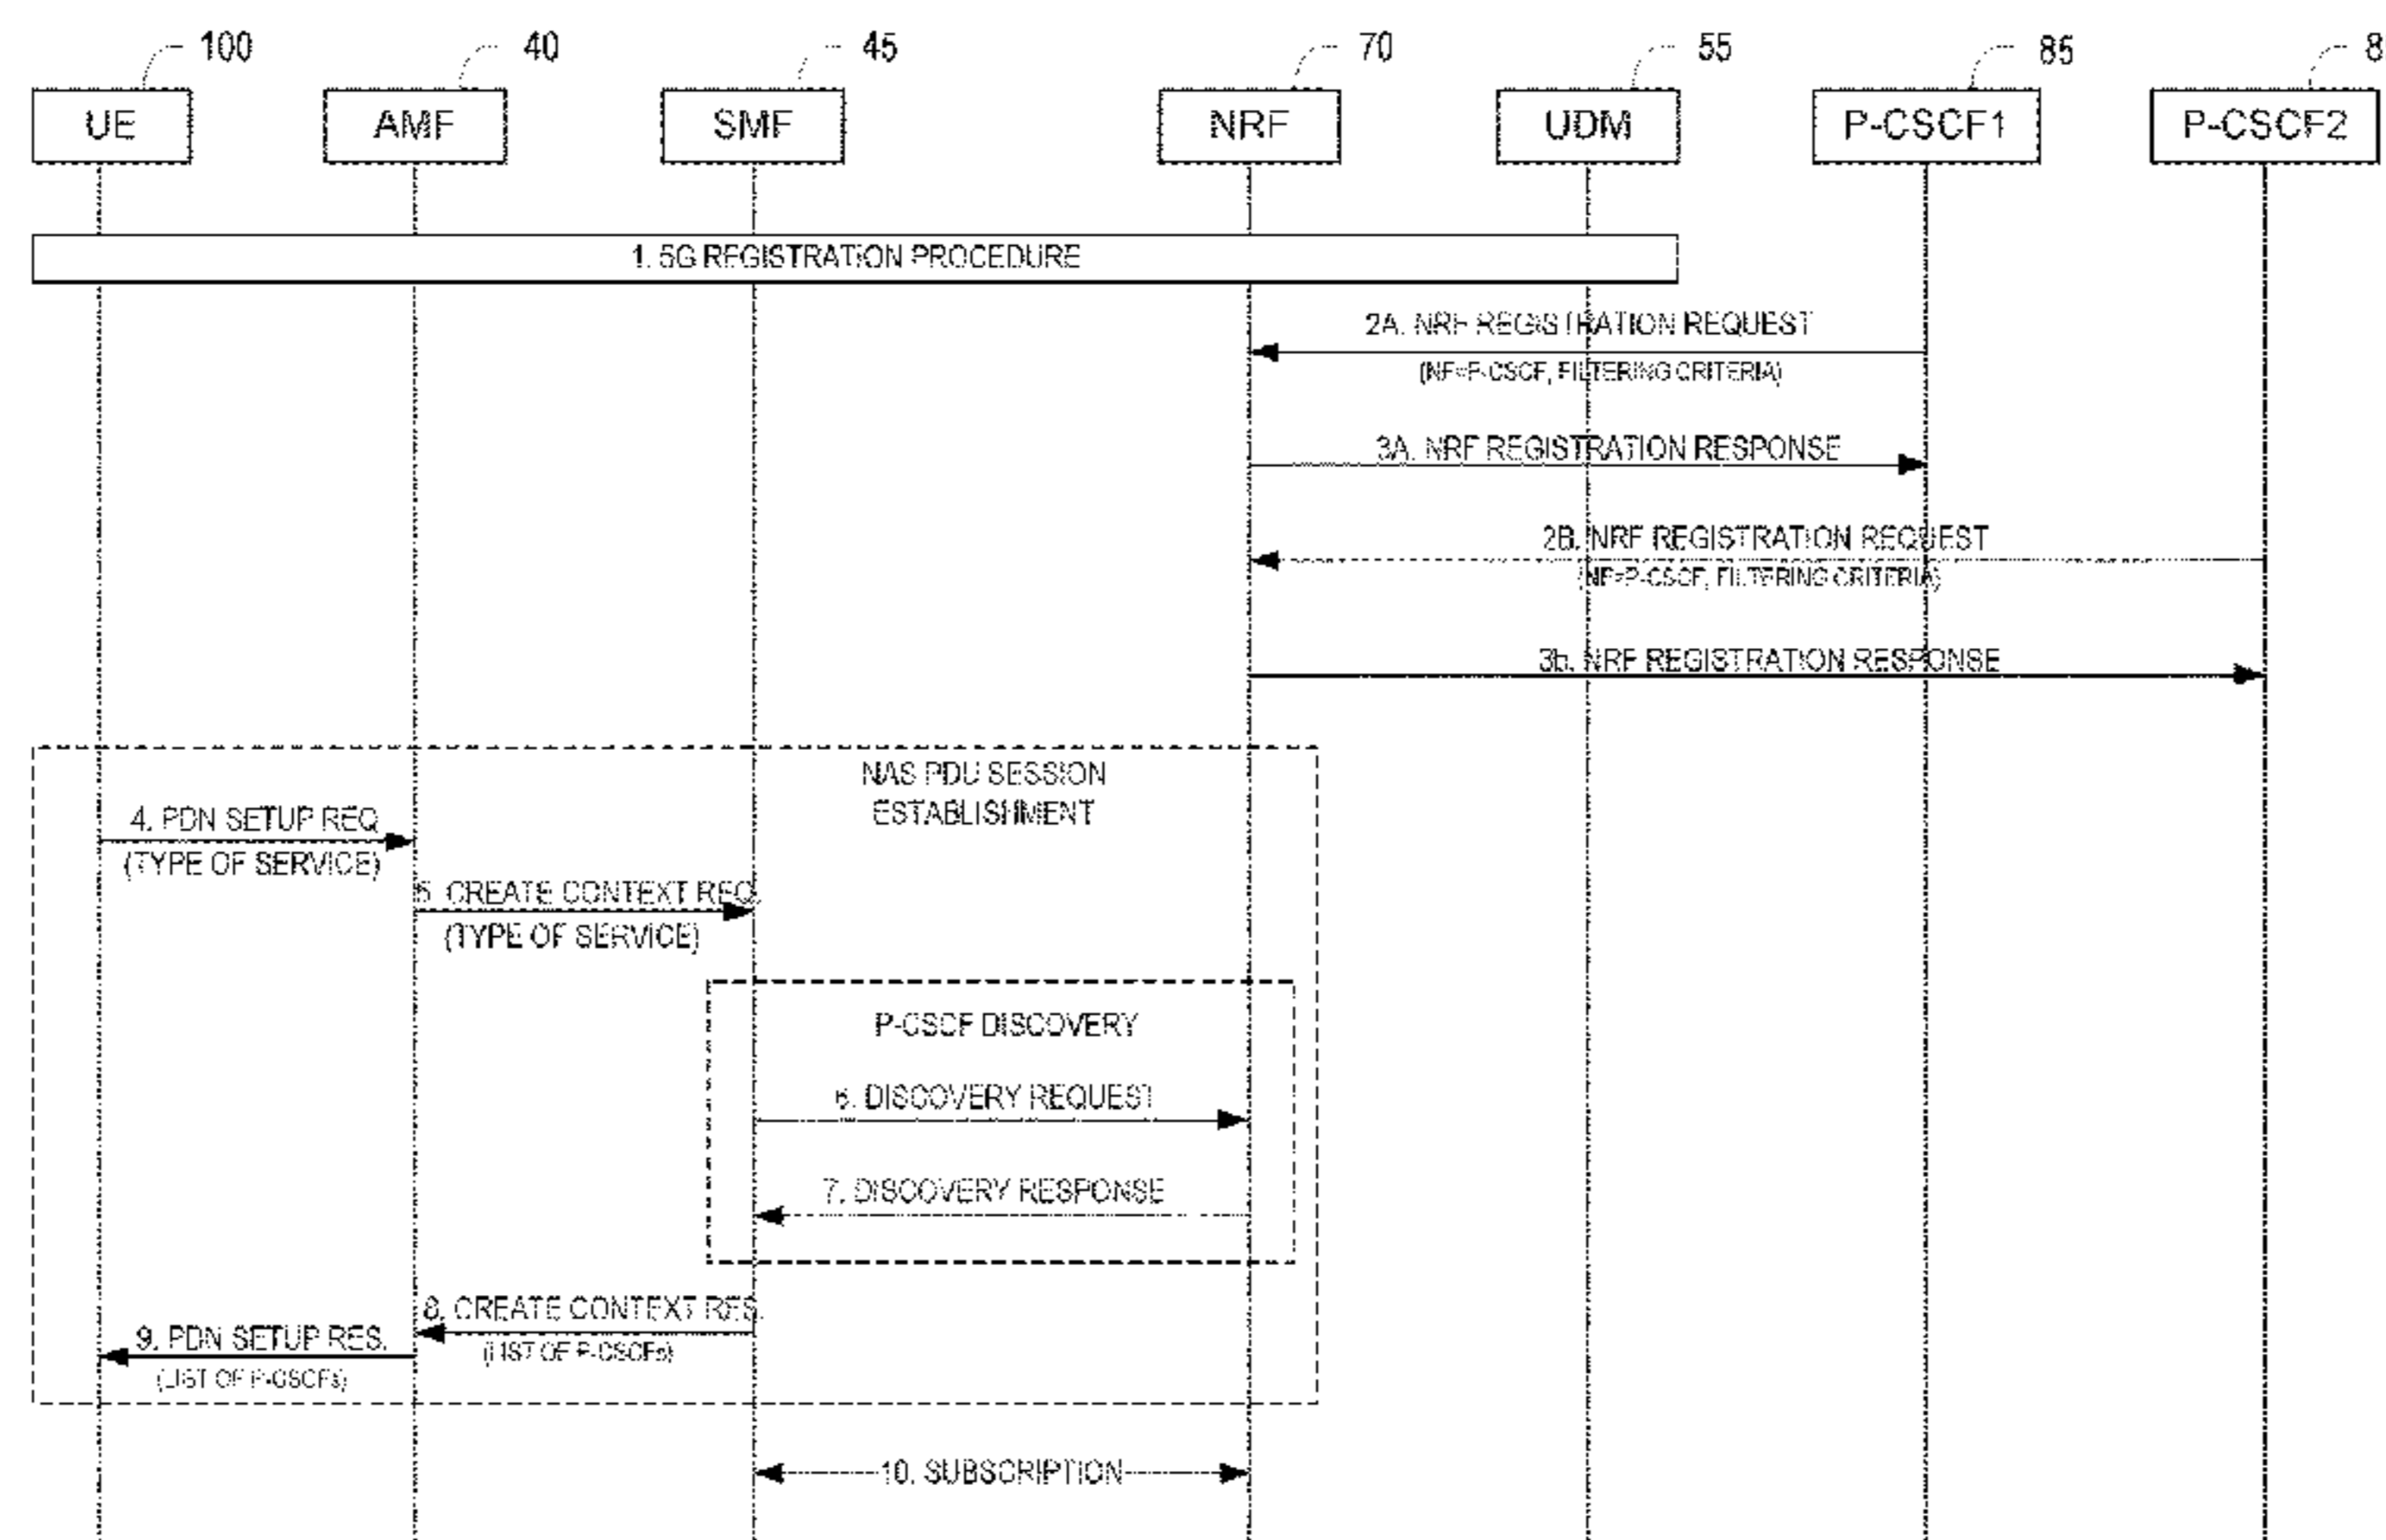 100
40
45
70
55
85
8
UE
AMF
SMF
NRF
UDM
P-CSCF1
P-CSCF2
1. 5G REGISTRATION PROCEDURE
2A. NRF REGISTRATION REQUEST
(NF=P-CSCF, FILTERING CRITERIA)
3A. NRF REGISTRATION RESPONSE
2B. NRF REGISTRATION REQUEST
(NF=P-CSCF, FILTERING CRITERIA)
3b. NRF REGISTRATION RESPONSE
NAS PDU SESSION
ESTABLISHMENT
4. PDN SETUP REQ
(TYPE OF SERVICE)
5. CREATE CONTEXT REQ.
(TYPE OF SERVICE)
P-CSCF DISCOVERY
6. DISCOVERY REQUEST
7. DISCOVERY RESPONSE
8. CREATE CONTEXT RES.
(LIST OF P-CSCFs)
9. PDN SETUP RES.
(LIST OF P-CSCFs)
10. SUBSCRIPTION